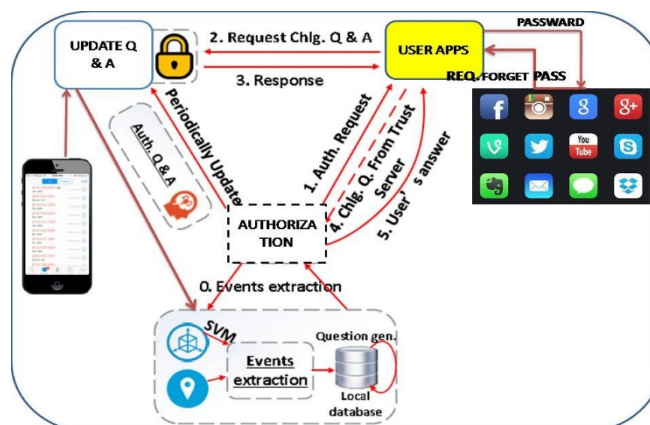 UPDATE Q
& A
2. Request Chlg. Q & A
3. Response
USER APPS
PASSWARD
REQ.FORGET PASS
f
g
g+
You
Tube
S
Periodically Update
Auth. Q & A
1. Auth. Request
4. Chlg. Q. From Trust
Server
5. User's answer
AUTHORIZA
TION
0. Events extraction
SVM
Events
extraction
Question gen.
Local
database